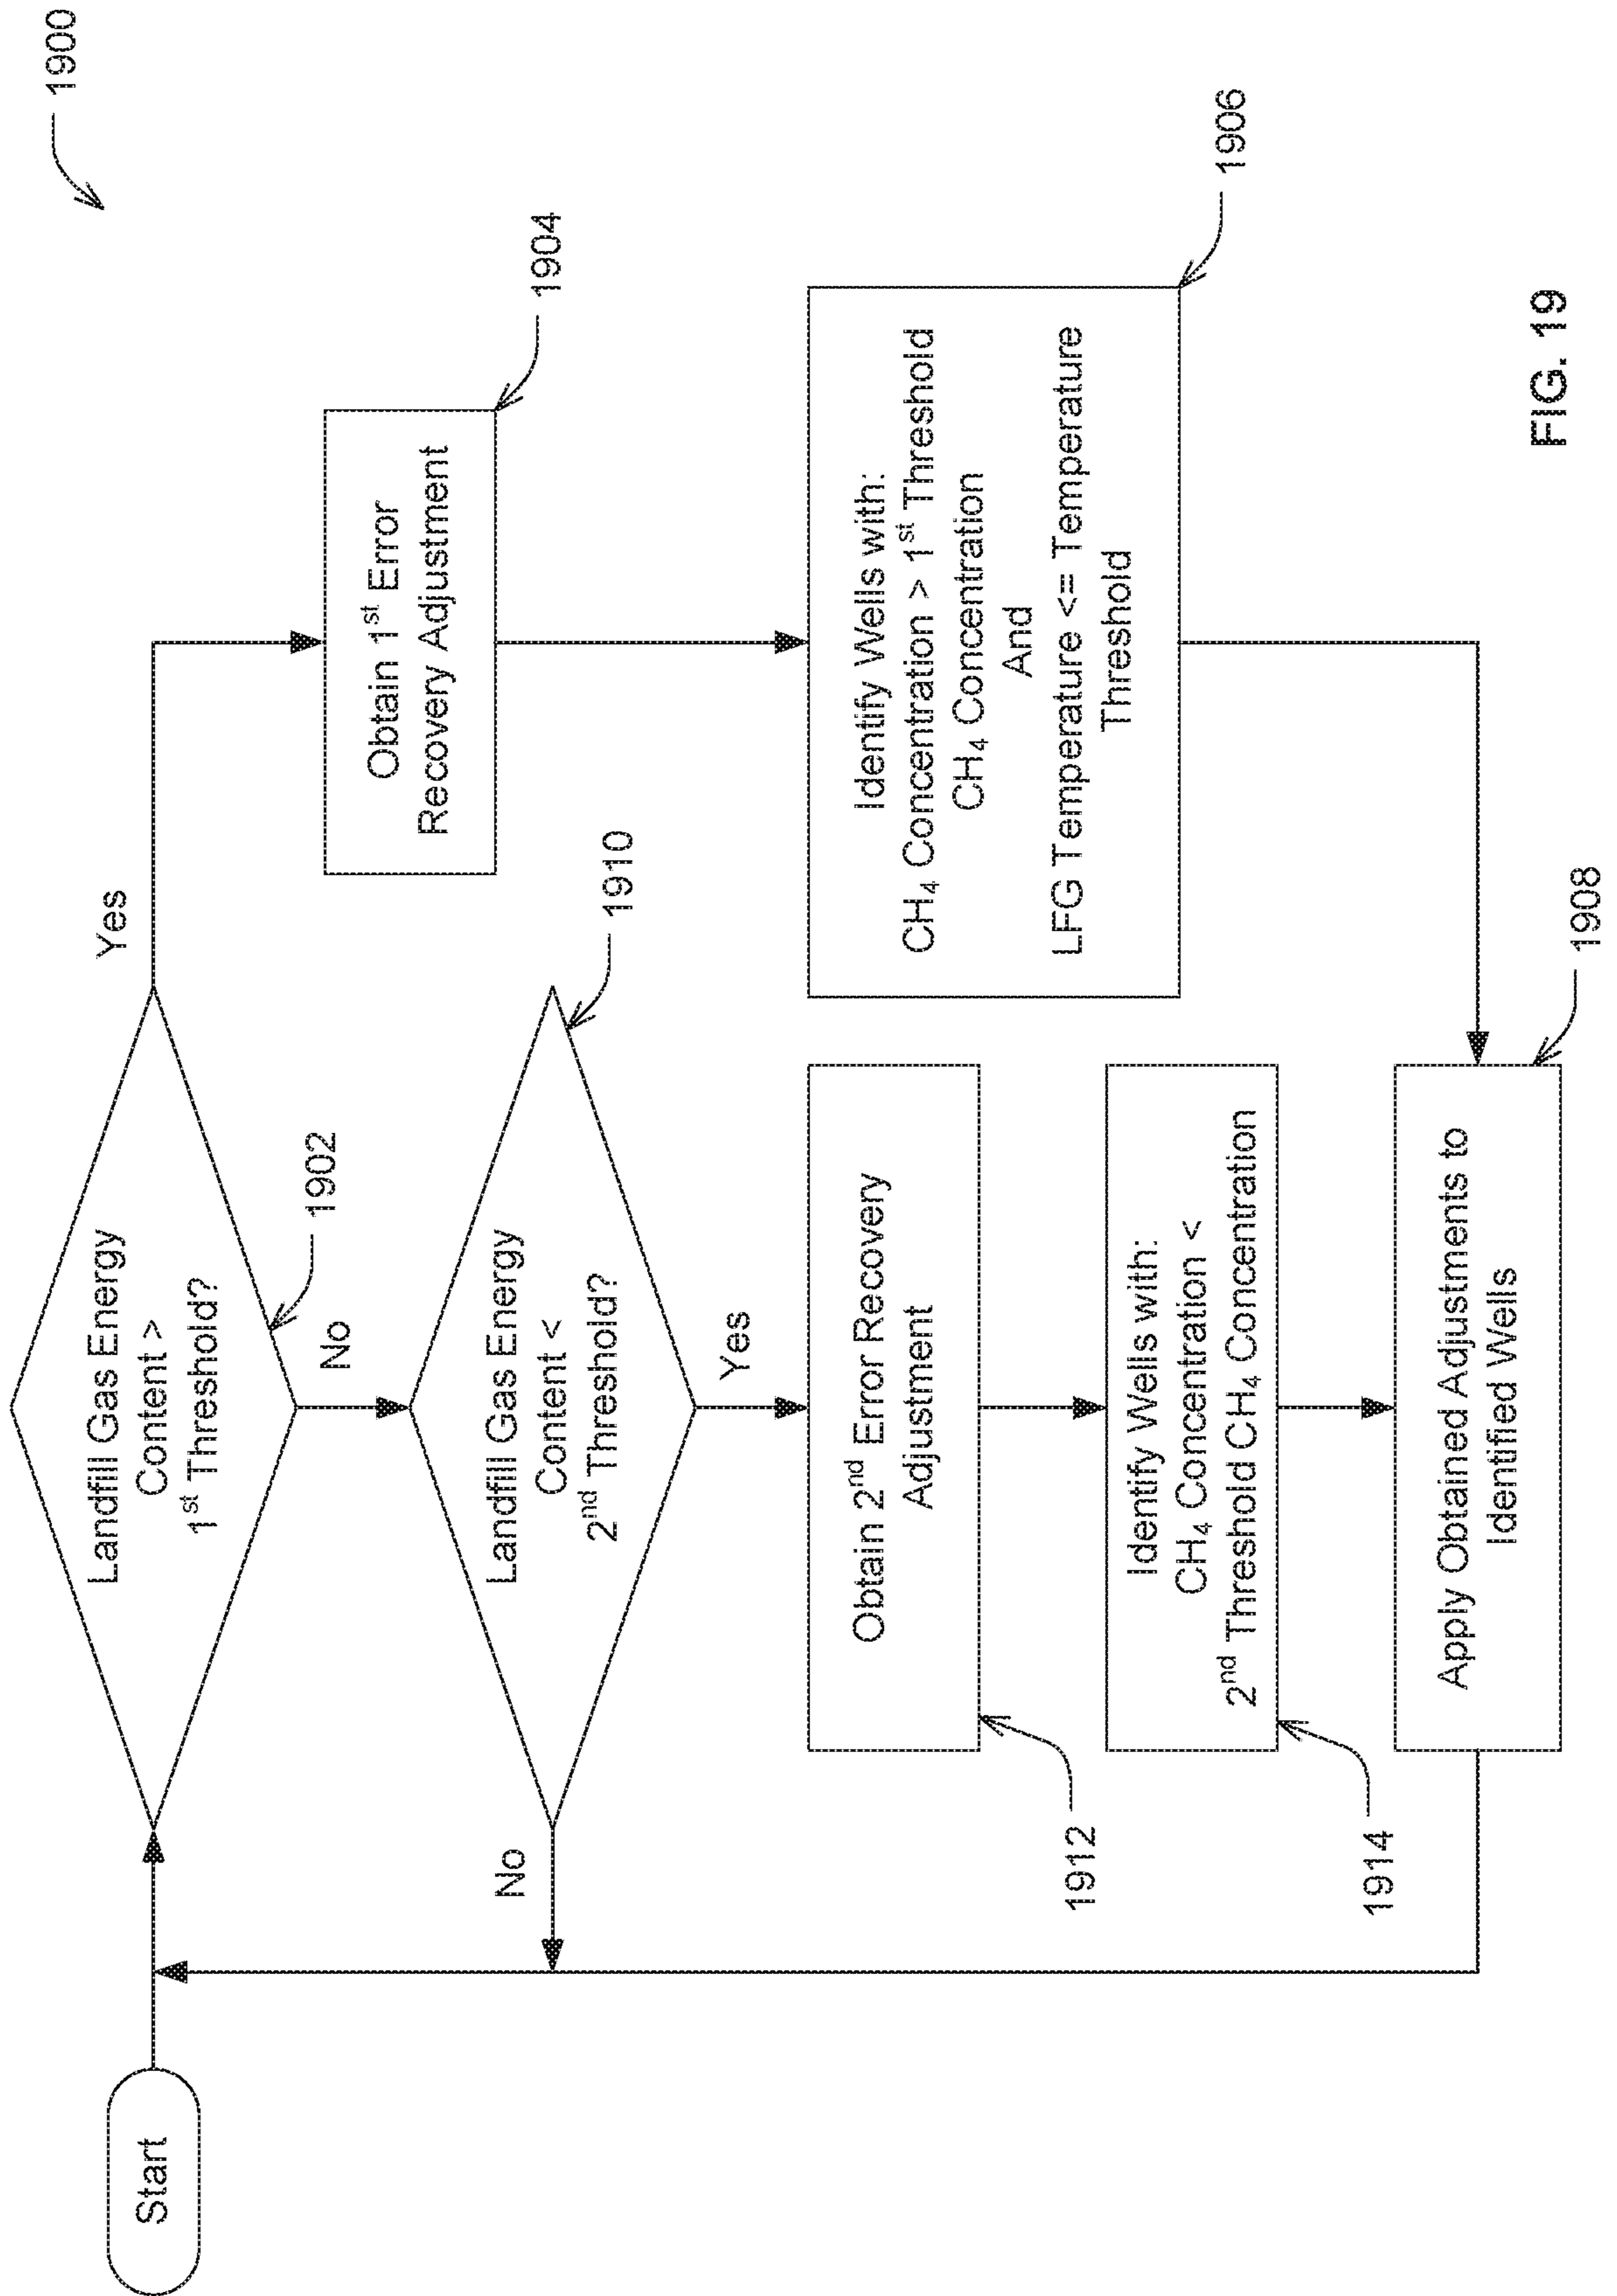 1900
Start
Landfill Gas Energy
Content >
1st Threshold?
1902
Yes
No
Landfill Gas Energy
Content <
2nd Threshold?
1910
No
Yes
Obtain 1st Error
Recovery Adjustment
1904
Obtain 2nd Error Recovery
Adjustment
1912
Identify Wells with:
CH4 Concentration > 1st Threshold
CH4 Concentration
And
LFG Temperature <= Temperature
Threshold
1906
Identify Wells with:
CH4 Concentration <
2nd Threshold CH4 Concentration
1914
Apply Obtained Adjustments to
Identified Wells
1908
FIG. 19